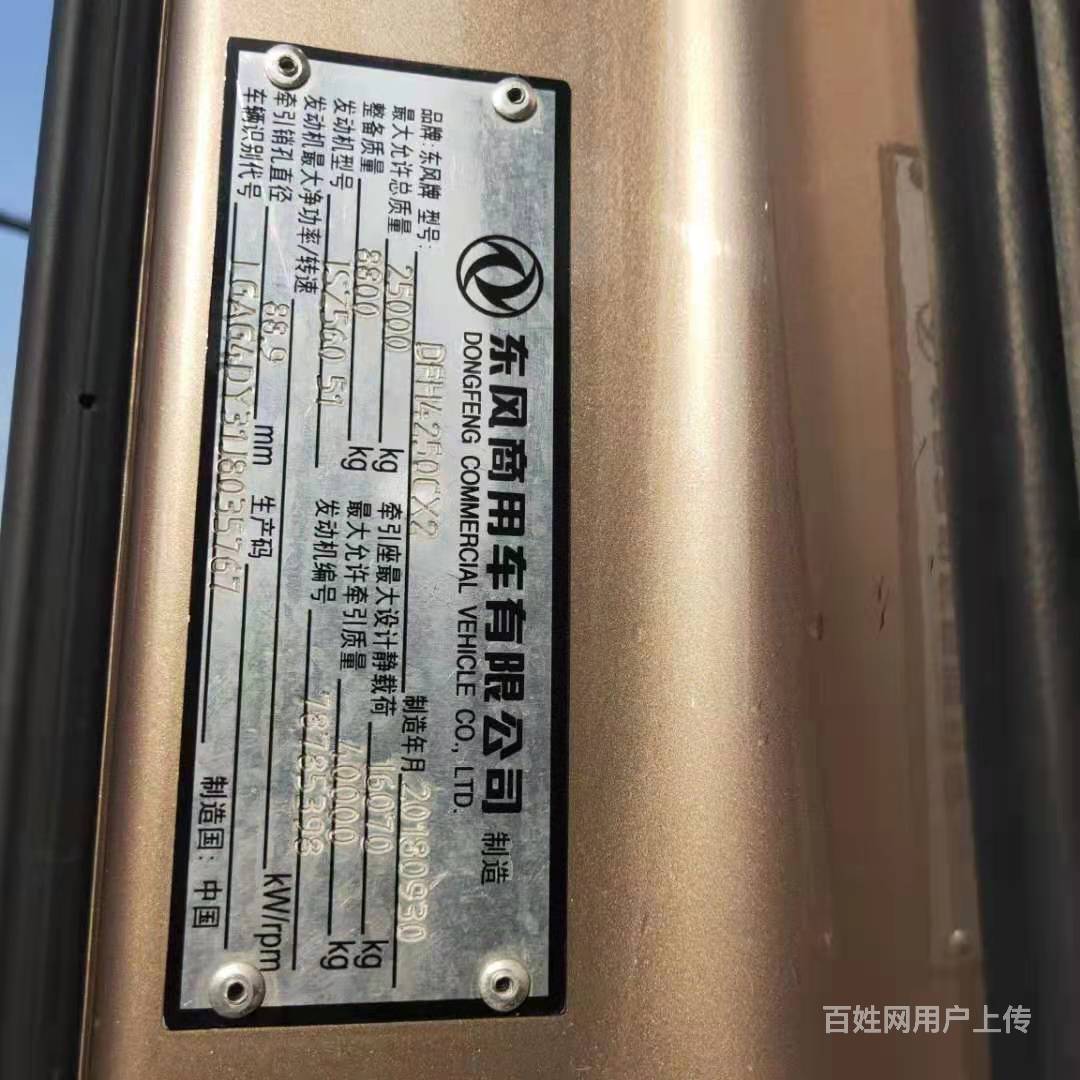 东风商用车有限公司 制造
DONGFENG COMMERCIAL VEHICLE CO., LTD.
品牌: 东风牌 型号: DFH4250CX2 制造年月 20180930
最大允许总质量 25000 kg 牵引座最大设计静载荷 16070 kg
整备质量 8800 kg 最大允许牵引质量 40000 kg
发动机型号 ISZ560 51 发动机编号 78785398
发动机最大净功率/转速 kW/rpm
牵引销孔直径 88.9 mm 生产码
车辆识别代号 LGAG4DY31J8035767 制造国: 中国
百姓网用户上传